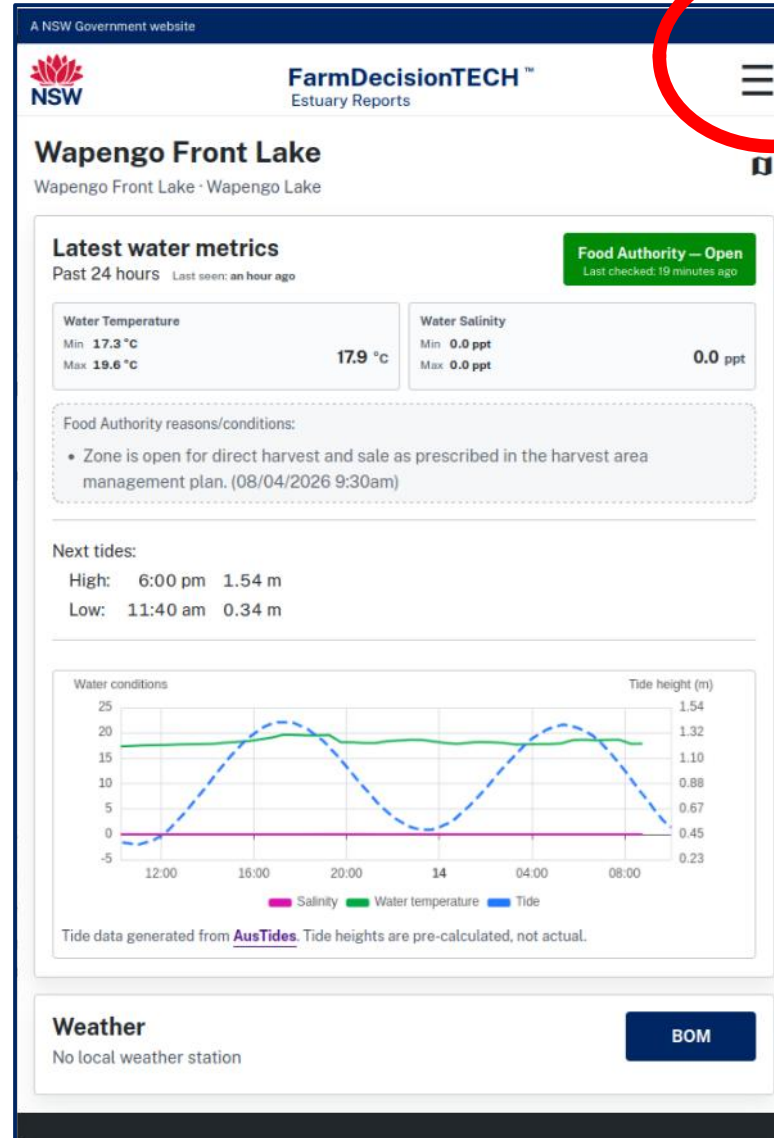 A NSW Government website
NSW
FarmDecisionTECH ™
Estuary Reports
Wapengo Front Lake
Wapengo Front Lake · Wapengo Lake
Latest water metrics
Past 24 hours Last seen: an hour ago
Food Authority — Open
Last checked: 19 minutes ago
Water Temperature
Min 17.3 °C
Max 19.6 °C
17.9 °C
Water Salinity
Min 0.0 ppt
Max 0.0 ppt
0.0 ppt
Food Authority reasons/conditions:
• Zone is open for direct harvest and sale as prescribed in the harvest area
management plan. (08/04/2026 9:30am)
Next tides:
High: 6:00 pm 1.54 m
Low: 11:40 am 0.34 m
Water conditions
Tide height (m)
25
20
15
10
5
0
-5
1.54
1.32
1.10
0.88
0.67
0.45
0.23
12:00 16:00 20:00 14 04:00 08:00
Salinity Water temperature Tide
Tide data generated from AusTides. Tide heights are pre-calculated, not actual.
Weather
No local weather station
BOM